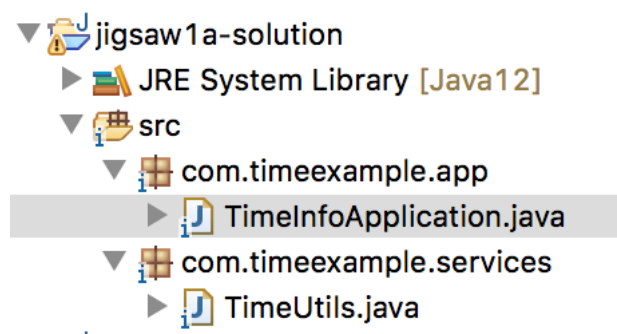 jigsaw1a-solution
JRE System Library [Java12]
src
com.timeexample.app
TimeInfoApplication.java
com.timeexample.services
TimeUtils.java